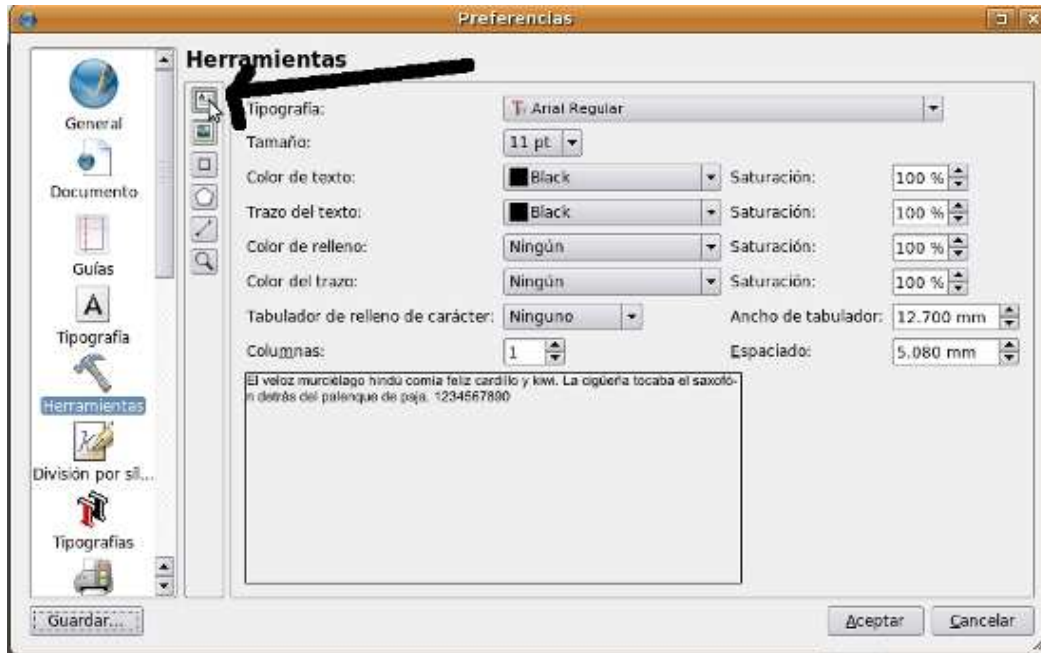 Preferencias
Herramientas
General
Documento
Guías
Tipografía
Herramientas
División por síl...
Tipografías
Tipografía: Arial Regular
Tamaño: 11 pt
Color de texto: Black Saturación: 100 %
Trazo del texto: Black Saturación: 100 %
Color de relleno: Ningún Saturación: 100 %
Color del trazo: Ningún Saturación: 100 %
Tabulador de relleno de carácter: Ninguno Ancho de tabulador: 12.700 mm
Columnas: 1 Espaciado: 5.080 mm
El veloz murciélago hindú comía feliz cardillo y kiwi. La cigüeña tocaba el saxofó-
n detrás del palenque de paja. 1234567890
Guardar... Aceptar Cancelar